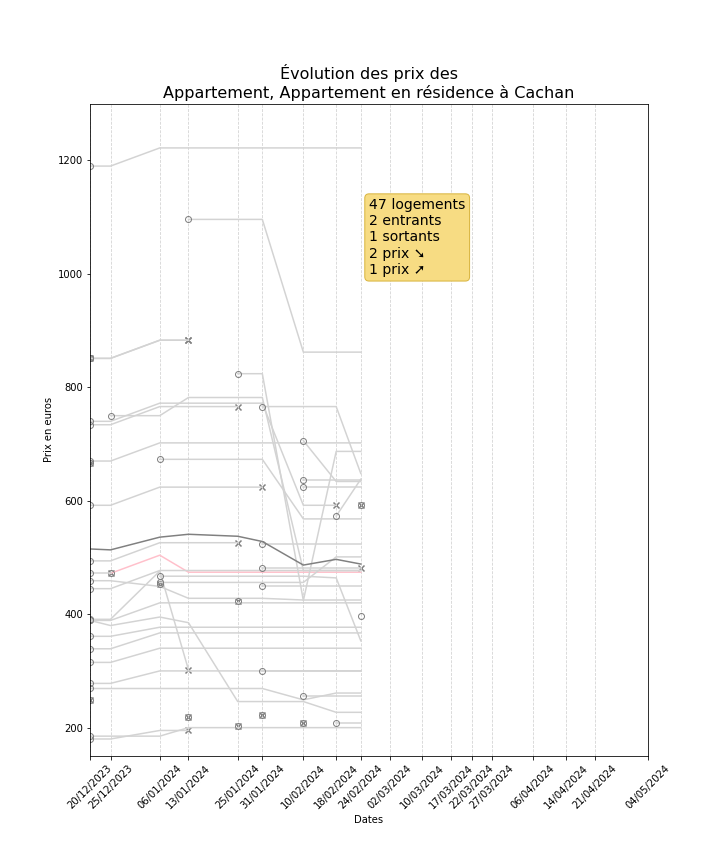 Évolution des prix des
Appartement, Appartement en résidence à Cachan
1200
1000
800
600
400
200
Prix en euros
47 logements
2 entrants
1 sortants
2 prix ➘
1 prix ➚
20/12/2023
25/12/2023
06/01/2024
13/01/2024
25/01/2024
31/01/2024
10/02/2024
18/02/2024
24/02/2024
02/03/2024
10/03/2024
17/03/2024
22/03/2024
27/03/2024
06/04/2024
14/04/2024
21/04/2024
04/05/2024
Dates